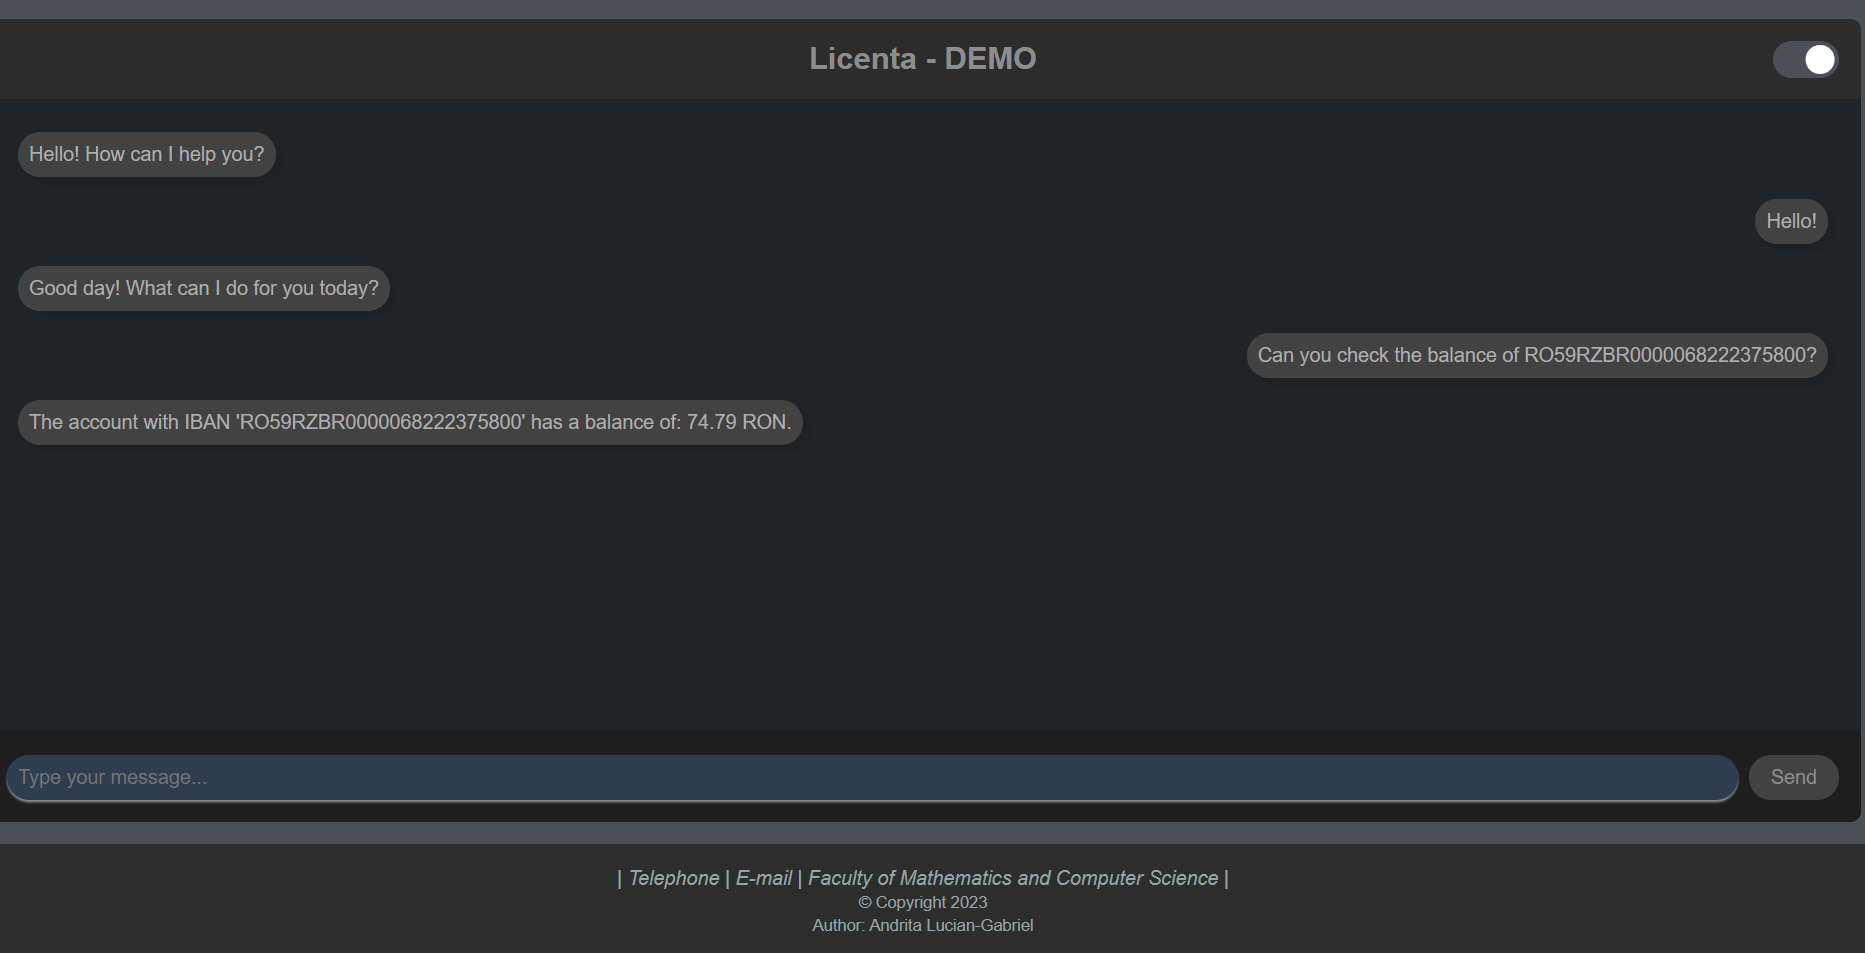 Licenta - DEMO
Hello! How can I help you?
Hello!
Good day! What can I do for you today?
Can you check the balance of RO59RZBR0000068222375800?
The account with IBAN 'RO59RZBR0000068222375800' has a balance of: 74.79 RON.
Type your message...
Send
| Telephone | E-mail | Faculty of Mathematics and Computer Science |
© Copyright 2023
Author: Andrita Lucian-Gabriel